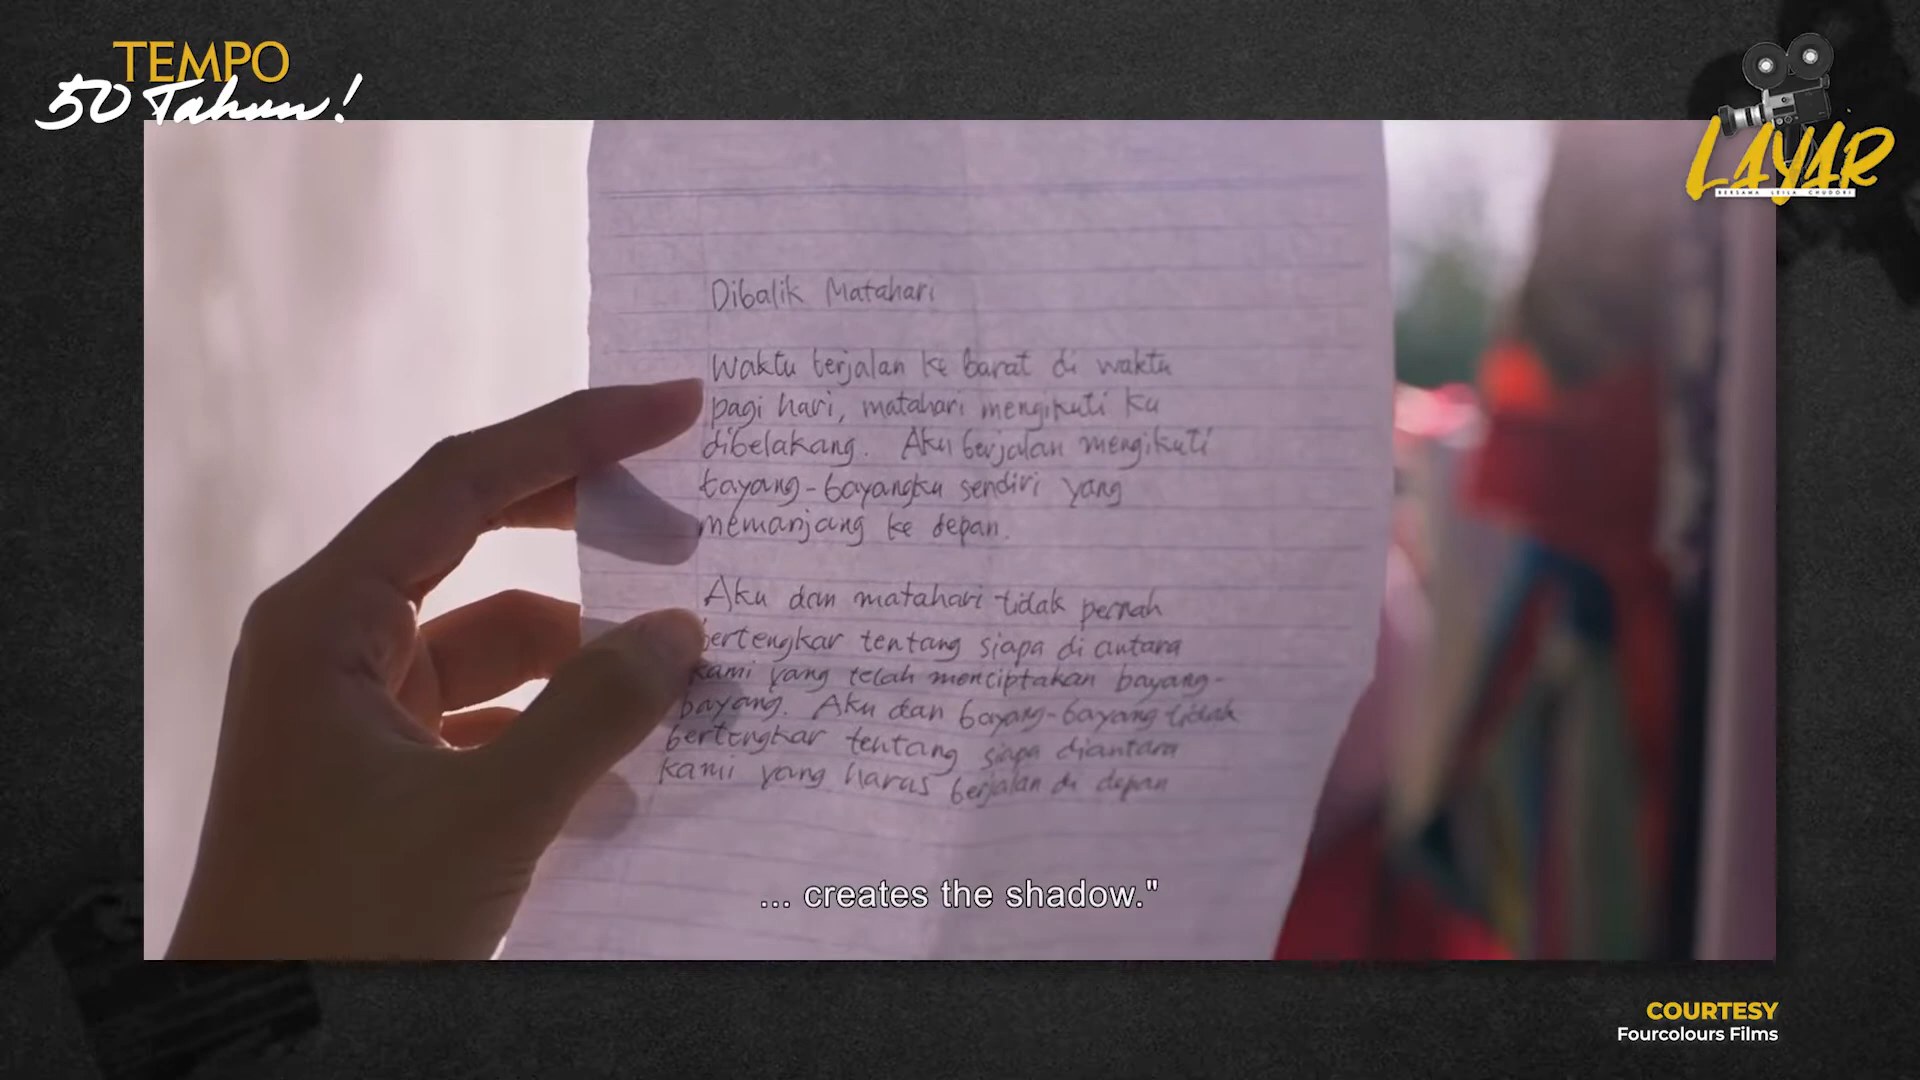 TEMPO
50 Tahun!
LAYAR
BERSAMA LEILA CHUDORI
Dibalik Matahari
Waktu berjalan ke barat di waktu
pagi hari, matahari mengikuti ku
dibelakang. Aku berjalan mengikuti
bayang-bayangku sendiri yang
memanjang ke depan.
Aku dan matahari tidak pernah
bertengkar tentang siapa di antara
kami yang telah menciptakan bayang-
bayang. Aku dan bayang-bayang tidak
bertengkar tentang siapa diantara
kami yang harus berjalan di depan
... creates the shadow."
COURTESY
Fourcolours Films